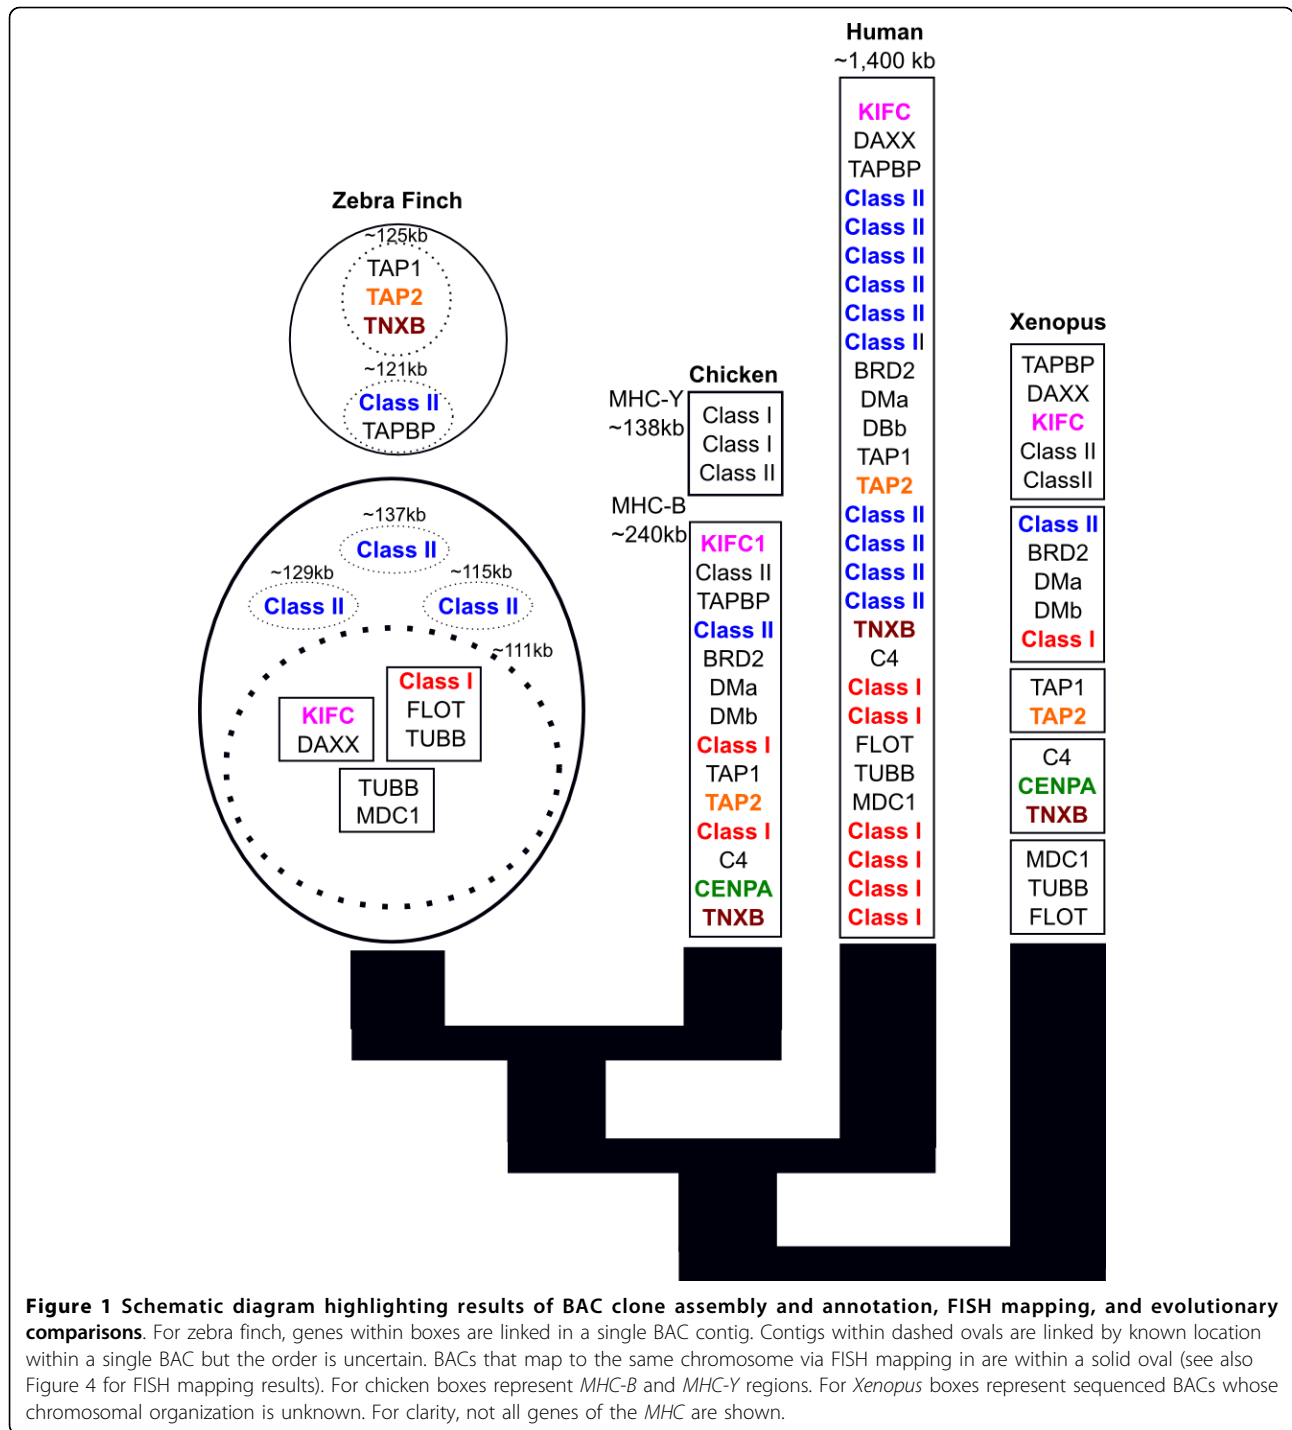 Zebra Finch
~125kb
TAP1
TAP2
TNXB
~121kb
Class II
TAPBP
~137kb
Class II
~129kb
Class II
~115kb
Class II
~111kb
KIFC
DAXX
Class I
FLOT
TUBB
TUBB
MDC1
Chicken
MHC-Y
~138kb
Class I
Class I
Class II
MHC-B
~240kb
KIFC1
Class II
TAPBP
Class II
BRD2
DMa
DMb
Class I
TAP1
TAP2
Class I
C4
CENPA
TNXB
Human
~1,400 kb
KIFC
DAXX
TAPBP
Class II
Class II
Class II
Class II
Class II
Class II
BRD2
DMa
DBb
TAP1
TAP2
Class II
Class II
Class II
Class II
TNXB
C4
Class I
Class I
FLOT
TUBB
MDC1
Class I
Class I
Class I
Class I
Xenopus
TAPBP
DAXX
KIFC
Class II
ClassII
Class II
BRD2
DMa
DMb
Class I
TAP1
TAP2
C4
CENPA
TNXB
MDC1
TUBB
FLOT
Figure 1 Schematic diagram highlighting results of BAC clone assembly and annotation, FISH mapping, and evolutionary
comparisons. For zebra finch, genes within boxes are linked in a single BAC contig. Contigs within dashed ovals are linked by known location
within a single BAC but the order is uncertain. BACs that map to the same chromosome via FISH mapping in are within a solid oval (see also
Figure 4 for FISH mapping results). For chicken boxes represent MHC-B and MHC-Y regions. For Xenopus boxes represent sequenced BACs whose
chromosomal organization is unknown. For clarity, not all genes of the MHC are shown.